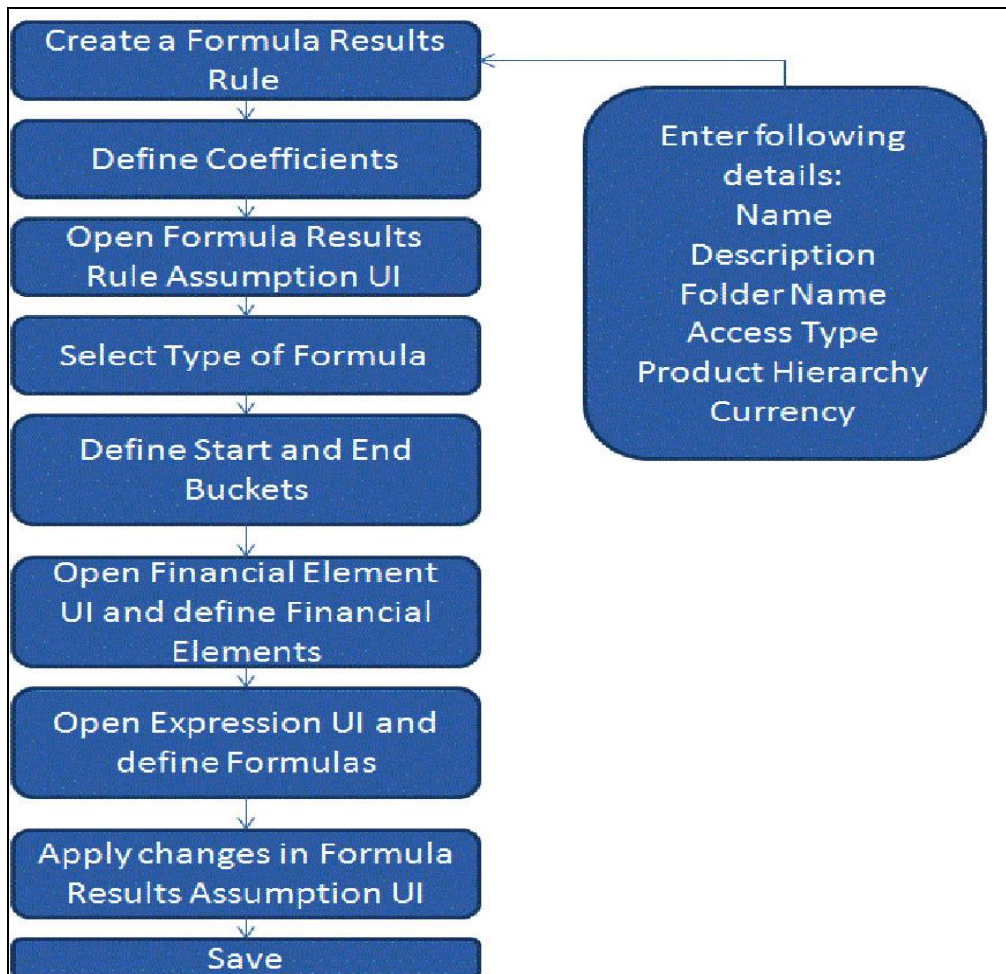 Create a Formula Results
Rule
Define Coefficients
Open Formula Results
Rule Assumption UI
Select Type of Formula
Define Start and End
Buckets
Open Financial Element
UI and define Financial
Elements
Open Expression UI and
define Formulas
Apply changes in Formula
Results Assumption UI
Save
Enter following
details:
Name
Description
Folder Name
Access Type
Product Hierarchy
Currency